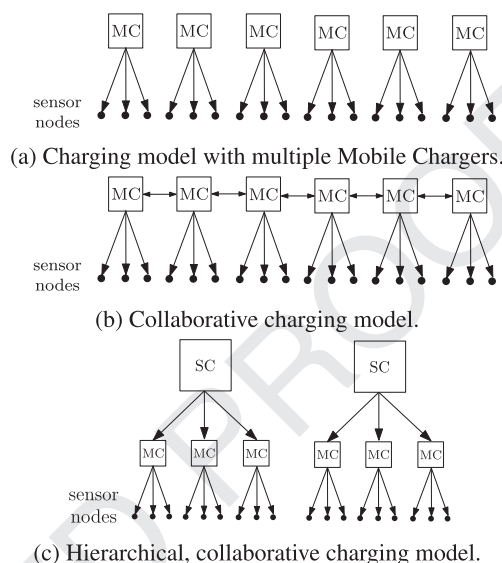 MC MC MC MC MC MC
sensor
nodes
(a) Charging model with multiple Mobile Chargers.
MC MC MC MC MC MC
sensor
nodes
(b) Collaborative charging model.
SC SC
MC MC MC MC MC MC
sensor
nodes
(c) Hierarchical, collaborative charging model.